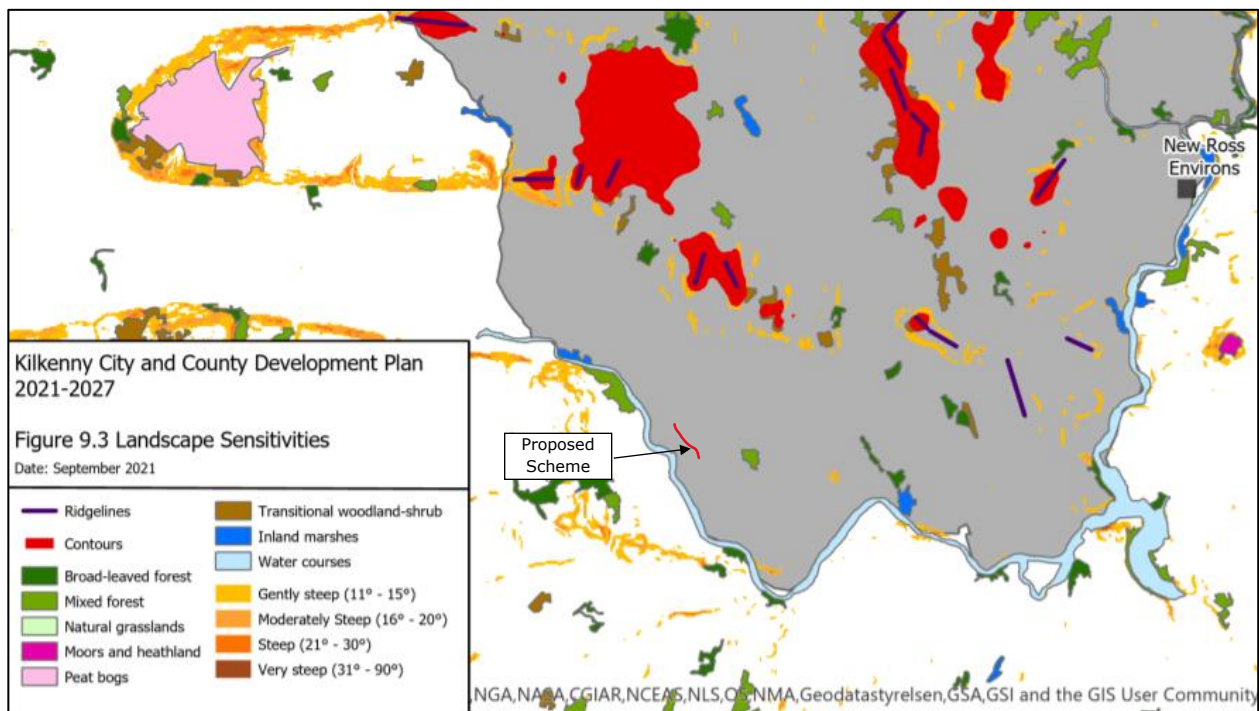 New Ross
Environs
Kilkenny City and County Development Plan
2021-2027
Figure 9.3 Landscape Sensitivities
Date: September 2021
Proposed
Scheme
Ridgelines
Contours
Broad-leaved forest
Mixed forest
Natural grasslands
Moors and heathland
Peat bogs
Transitional woodland-shrub
Inland marshes
Water courses
Gently steep (11° - 15°)
Moderately Steep (16° - 20°)
Steep (21° - 30°)
Very steep (31° - 90°)
,NGA,NASA,CGIAR,NCEAS,NLS,OS,NMA,Geodatastyrelsen,GSA,GSI and the GIS User Community